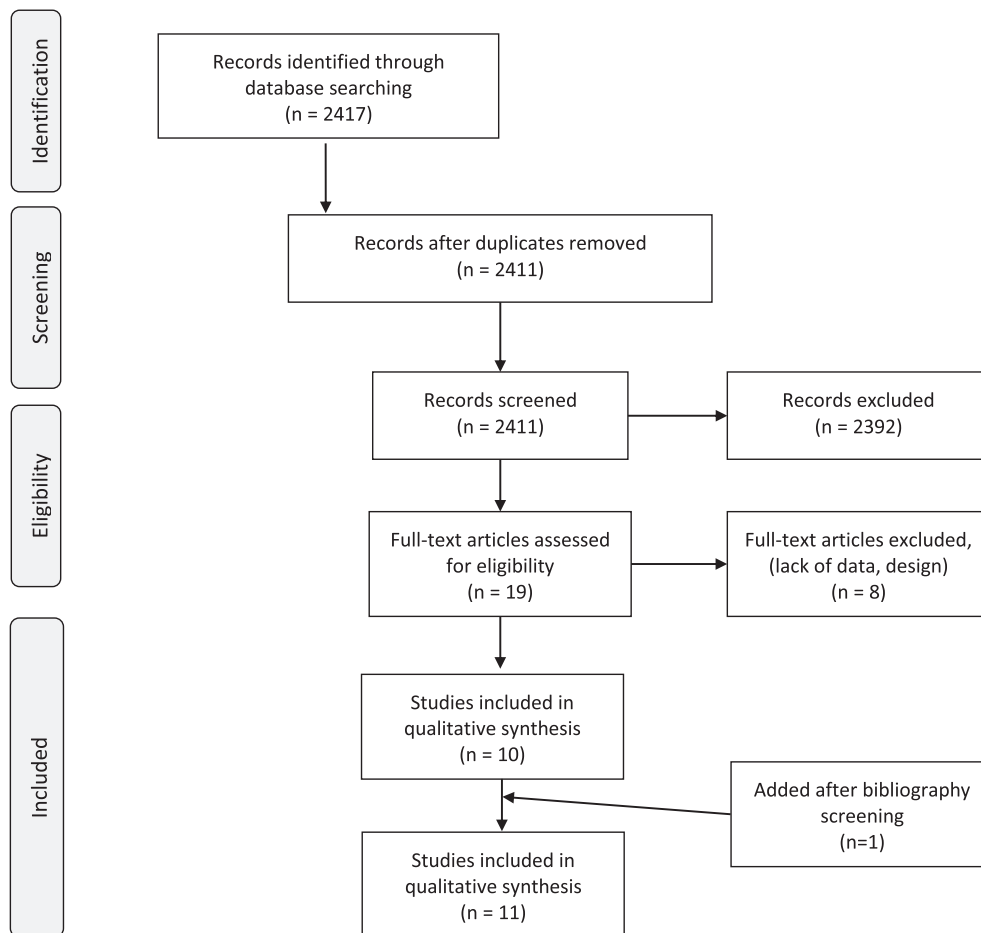 Identification
Records identified through
database searching
(n = 2417)
Screening
Records after duplicates removed
(n = 2411)
Records screened
(n = 2411)
Records excluded
(n = 2392)
Eligibility
Full-text articles assessed
for eligibility
(n = 19)
Full-text articles excluded,
(lack of data, design)
(n = 8)
Included
Studies included in
qualitative synthesis
(n = 10)
Added after bibliography
screening
(n=1)
Studies included in
qualitative synthesis
(n = 11)